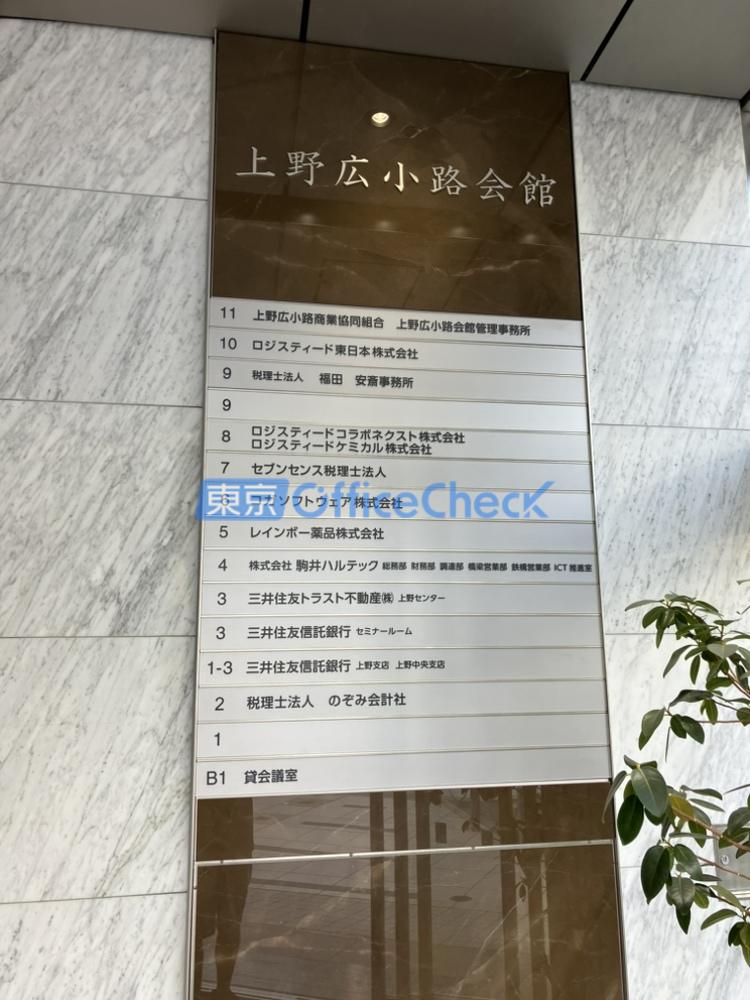 上野広小路会館
11 上野広小路商業協同組合 上野広小路会館管理事務所
10 ロジスティード東日本株式会社
9 税理士法人 福田 安斎事務所
9
8 ロジスティードコラボネクスト株式会社
ロジスティードケミカル株式会社
7 セブンセンス税理士法人
東京OfficeCheck
6 ソフトウェア株式会社
5 レインボー薬品株式会社
4 株式会社 駒井ハルテック 総務部 財務部 調達部 橋梁営業部 鉄構営業部 ICT推進室
3 三井住友トラスト不動産㈱ 上野センター
3 三井住友信託銀行 セミナールーム
1-3 三井住友信託銀行 上野支店 上野中央支店
2 税理士法人 のぞみ会計社
1
B1 貸会議室